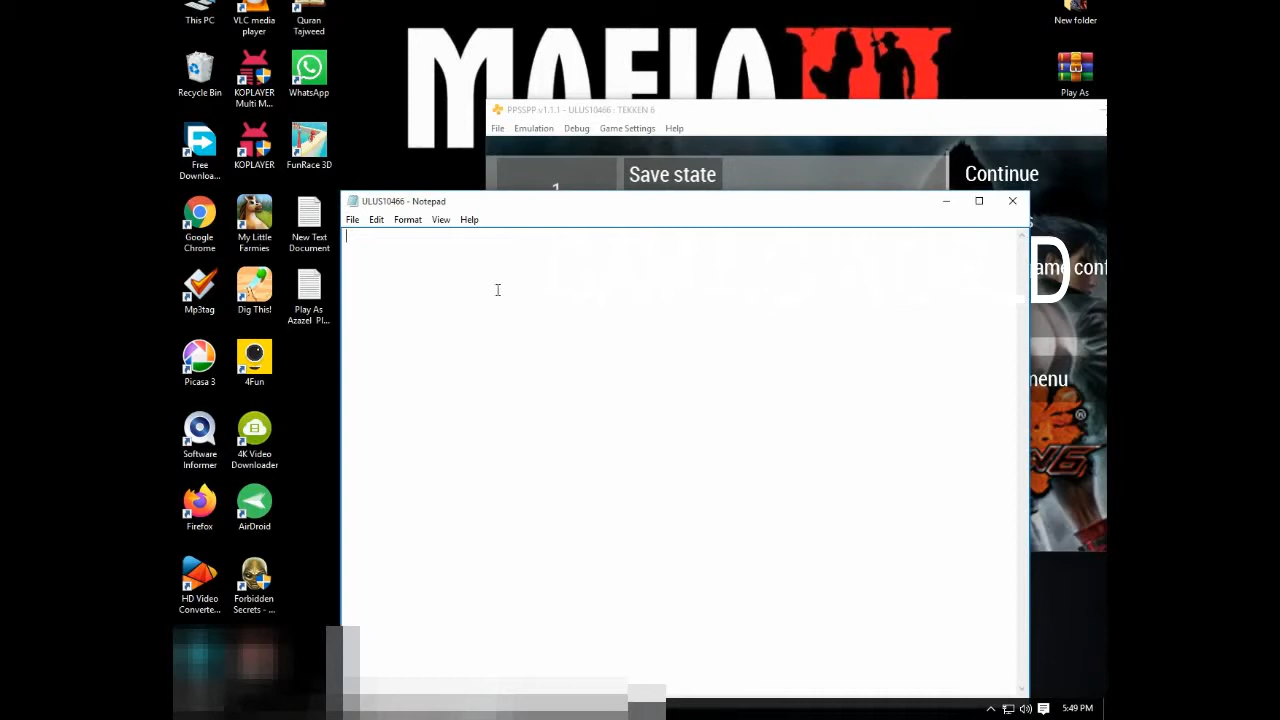 This PC
VLC media
player
Quran
Tajweed
New folder
MAFIA III
Recycle Bin
KOPLAYER
Multi M...
WhatsApp
Play As
PPSSPP v1.1.1 - ULUS10466 : TEKKEN 6
File Emulation Debug Game Settings Help
Free
Downloa...
KOPLAYER
FunRace 3D
1
Save state
Continue
ULUS10466 - Notepad
File Edit Format View Help
Google
Chrome
My Little
Farmies
New Text
Document
D
Mp3tag
Dig This!
Play As
Azazel Pl...
Picasa 3
4Fun
menu
®
Software
Informer
4K Video
Downloader
Firefox
AirDroid
HD Video
Converte...
Forbidden
Secrets - ...
5:49 PM